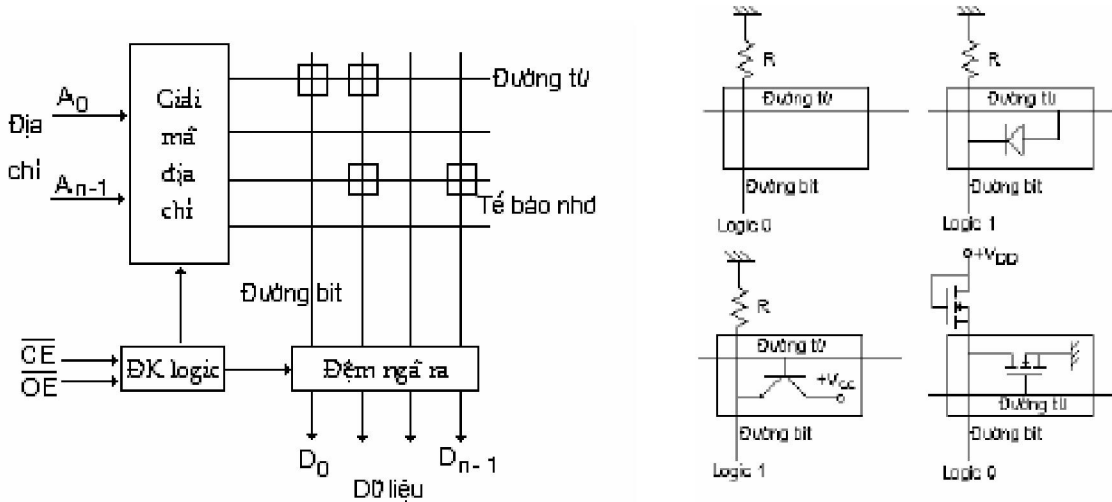 Địa
chỉ
A0
An-1
Giải
mã
địa
chỉ
Đường từ
Tế bào nhớ
Đường bit
CE
OE
ĐK logic
Đệm ngã ra
D0
Dn-1
Dữ liệu
R
Đường từ
Đường bit
Logic 0
R
Đường từ
Đường bit
Logic 1
R
Đường từ
+VCC
Đường bit
Logic 1
+VDD
Đường từ
Đường bit
Logic 0